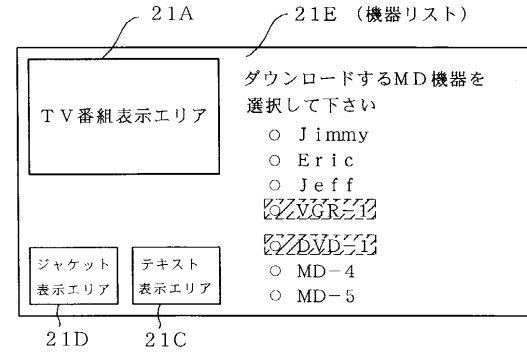 21A
21E (機器リスト)
TV番組表示エリア
ダウンロードするMD機器を
選択して下さい
○ Jimmy
○ Eric
○ Jeff
○ VGR-1
○ DVD-1
○ MD-4
○ MD-5
ジャケット
表示エリア
テキスト
表示エリア
21D
21C